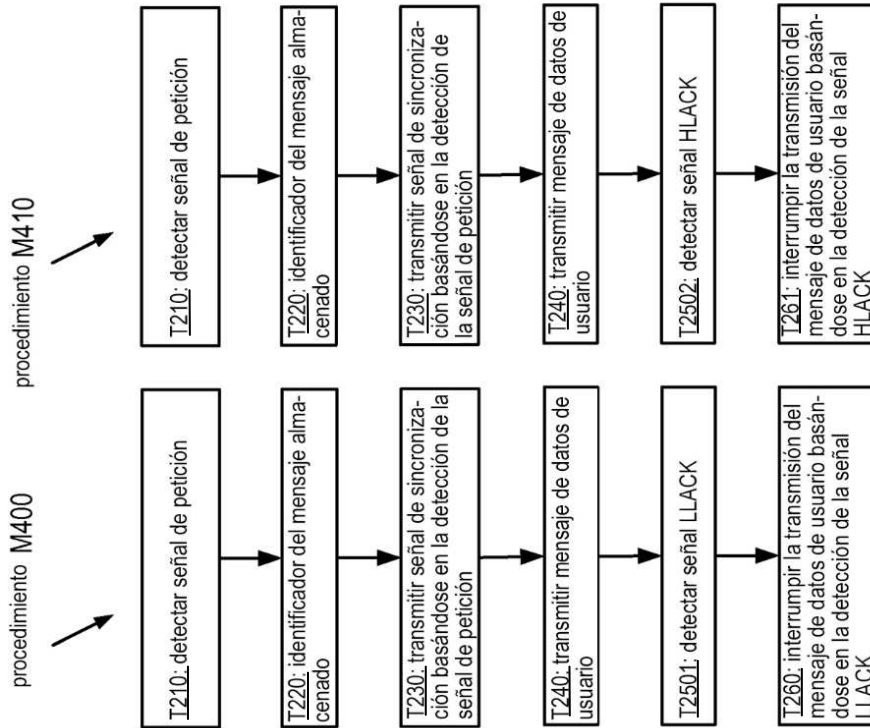 procedimiento M400
T210: detectar señal de petición
T220: identificador del mensaje alma-
cenado
T230: transmitir señal de sincroniza-
ción basándose en la detección de la
señal de petición
T240: transmitir mensaje de datos de
usuario
T2501: detectar señal LLACK
T260: interrumpir la transmisión del
mensaje de datos de usuario basán-
dose en la detección de la señal
LLACK
procedimiento M410
T210: detectar señal de petición
T220: identificador del mensaje alma-
cenado
T230: transmitir señal de sincroniza-
ción basándose en la detección de
la señal de petición
T240: transmitir mensaje de datos de
usuario
T2502: detectar señal HLACK
T261: interrumpir la transmisión del
mensaje de datos de usuario basán-
dose en la detección de la señal
HLACK